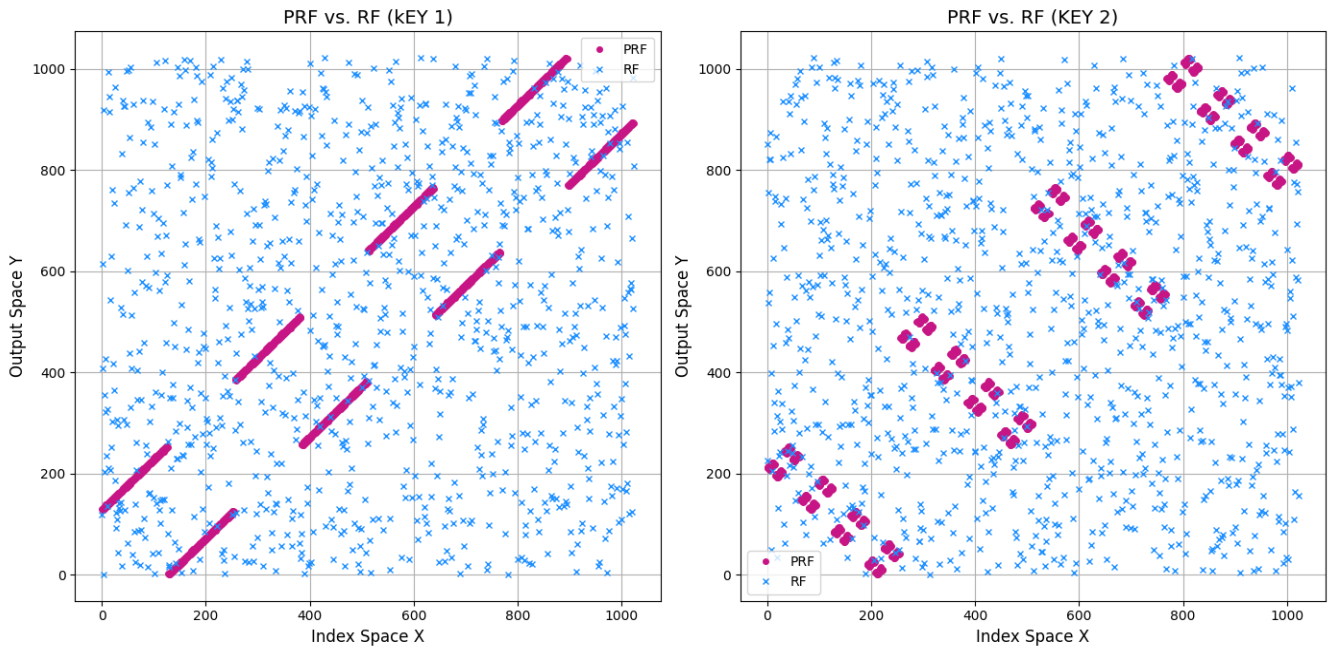 PRF vs. RF (kEY 1)
PRF
RF
1000
800
600
400
200
0
Output Space Y
0 200 400 600 800 1000
Index Space X
PRF vs. RF (KEY 2)
1000
800
600
400
200
0
Output Space Y
PRF
RF
0 200 400 600 800 1000
Index Space X